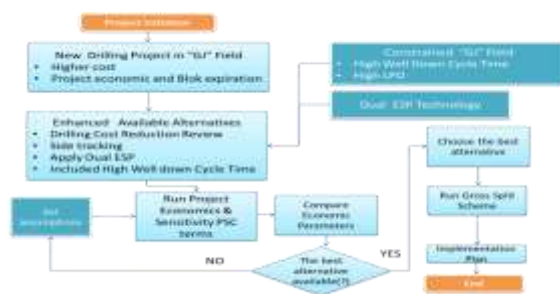 Project Initiation
New Drilling Project in "GJ" Field
• Higher cost
• Project economic and Blok expiration
Constrained "GJ" Field
• High Well Down Cycle Time
• High LPO
Dual ESP Technology
Enhanced Available Alternatives
• Drilling Cost Reduction Review
• Side tracking
• Apply Dual ESP
• Included High Well down Cycle Time
Choose the best
alternative
Set
assumptions
Run Project
Economics &
Sensitivity PSC
terms
Compare
Economic
Parameters
Run Gross Split
Scheme
NO
The best
alternative
available(?)
YES
Implementation
Plan
End